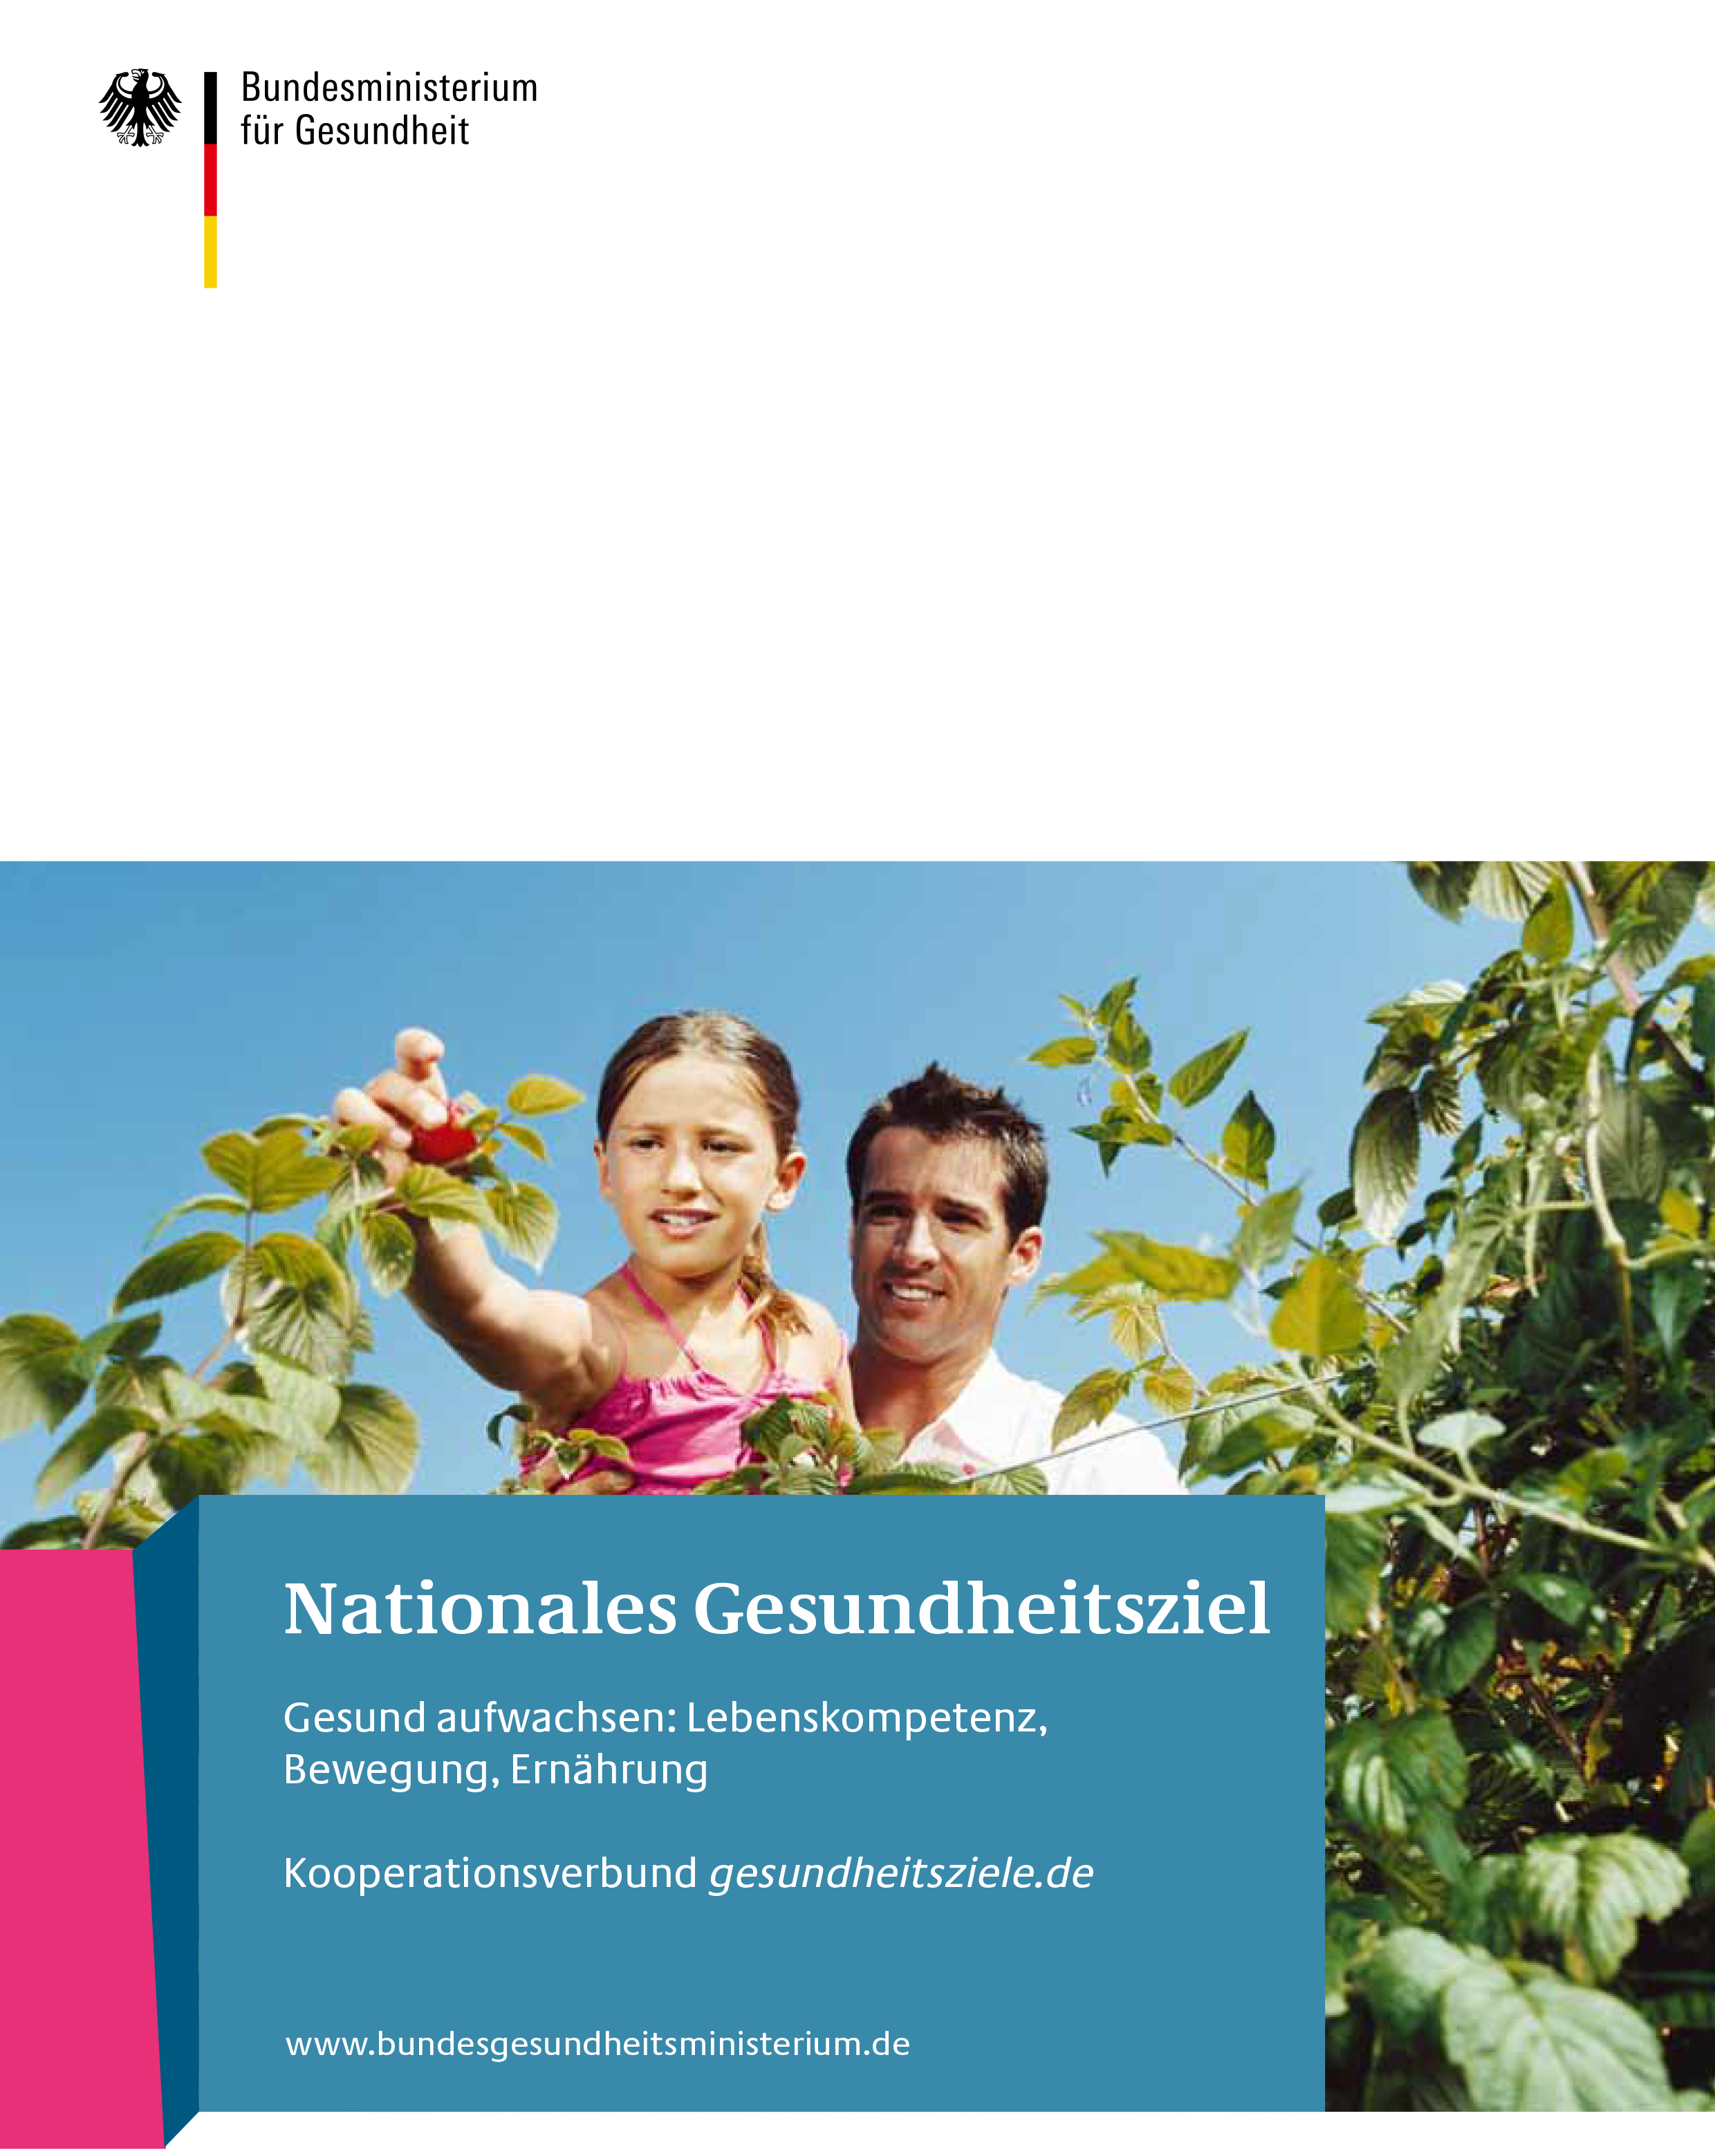 Bundesministerium
für Gesundheit
Nationales Gesundheitsziel
Gesund aufwachsen: Lebenskompetenz,
Bewegung, Ernährung
Kooperationsverbund gesundheitsziele.de
www.bundesgesundheitsministerium.de